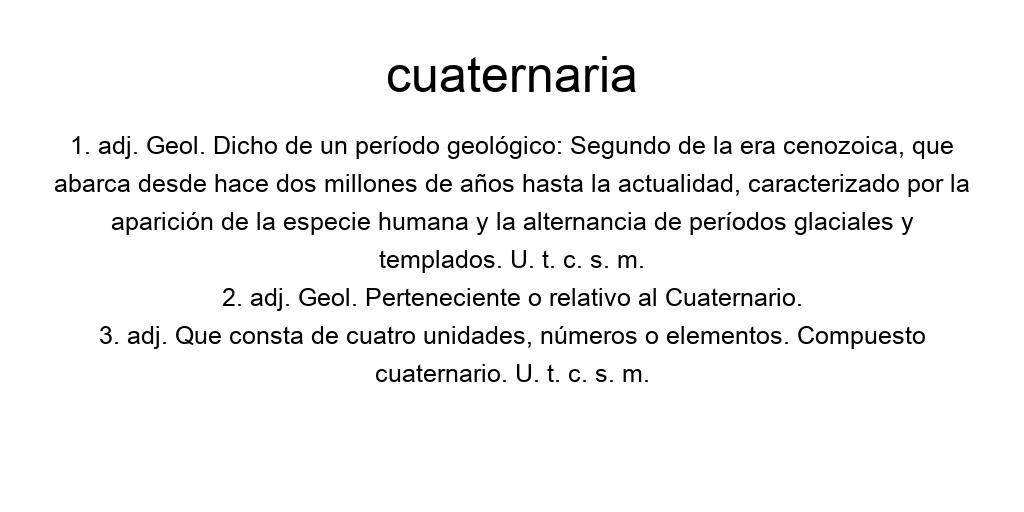 cuaternaria
1. adj. Geol. Dicho de un período geológico: Segundo de la era cenozoica, que
abarca desde hace dos millones de años hasta la actualidad, caracterizado por la
aparición de la especie humana y la alternancia de períodos glaciales y
templados. U. t. c. s. m.
2. adj. Geol. Perteneciente o relativo al Cuaternario.
3. adj. Que consta de cuatro unidades, números o elementos. Compuesto
cuaternario. U. t. c. s. m.